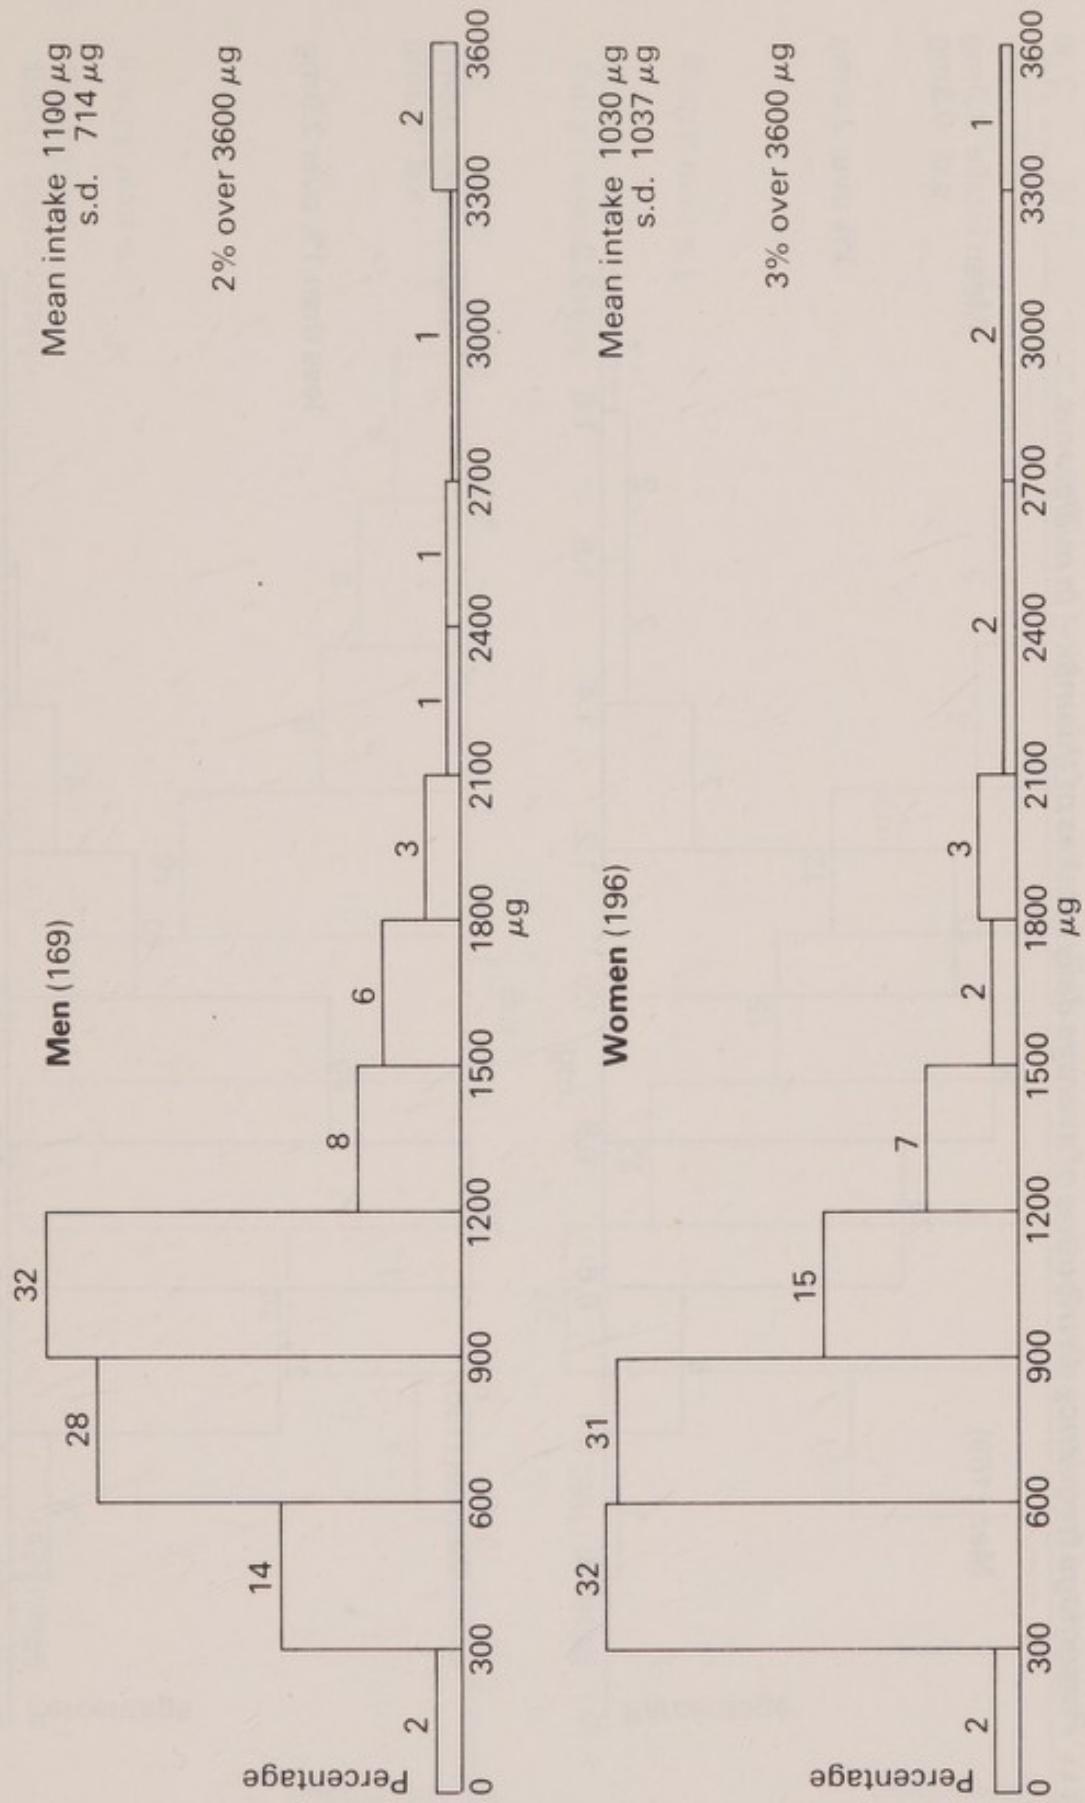 Men (169)
Mean intake 1100 μg
s.d. 714 μg
2% over 3600 μg
Percentage
2
14
28
32
8
6
3
1
1
1
2
0 300 600 900 1200 1500 1800 2100 2400 2700 3000 3300 3600
μg
Women (196)
Mean intake 1030 μg
s.d. 1037 μg
3% over 3600 μg
Percentage
2
32
31
15
7
2
3
2
2
1
0 300 600 900 1200 1500 1800 2100 2400 2700 3000 3300 3600
μg